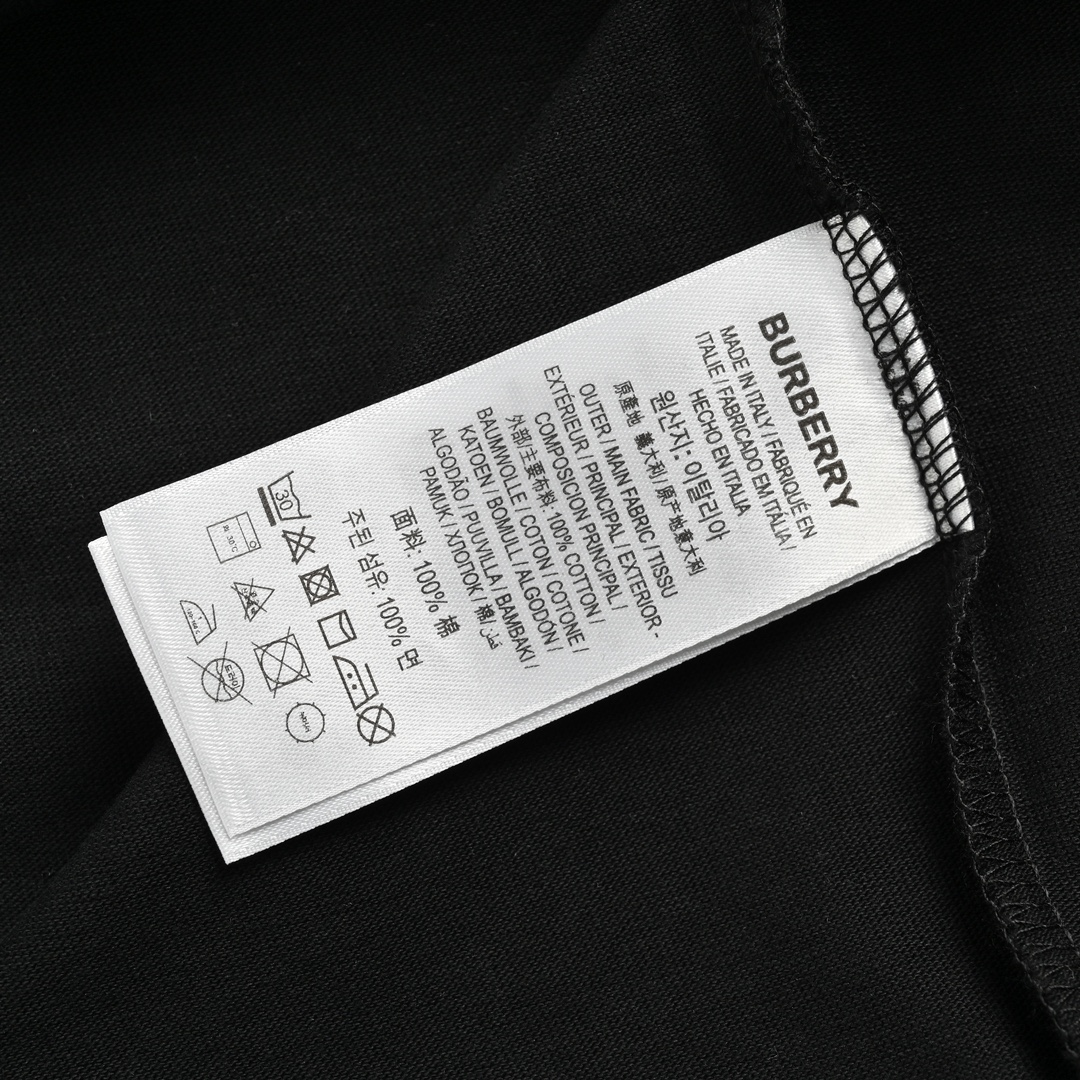 BURBERRY
MADE IN ITALY / FABRIQUÉ EN
ITALIE / FABRICADO EM ITALIA /
HECHO EN ITALIA
원산지: 이탈리아
原產地 義大利 / 原产地意大利
OUTER / MAIN FABRIC / TISSU
EXTÉRIEUR / PRINCIPAL / EXTERIOR -
COMPOSICION PRINCIPAL /
外部/主要布料: 100% COTTON /
BAUMWOLLE / COTON / COTONE /
KATOEN / BOMULL / ALGODÓN /
ALGODÃO / PUUVILLA / BAMBAKI /
PAMUK / ХЛОПОК / 棉/ قطن
面料: 100% 棉
주된 섬유: 100% 면
30